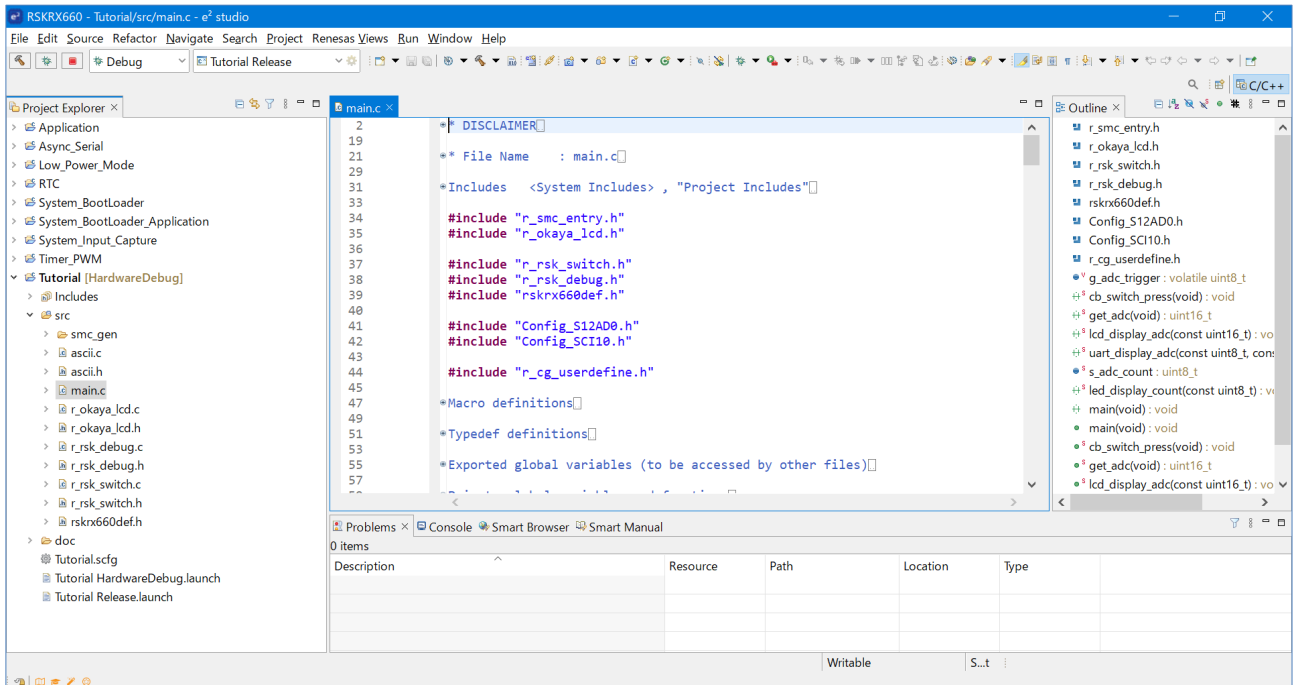 RSKRX660 - Tutorial/src/main.c - e² studio
File Edit Source Refactor Navigate Search Project Renesas Views Run Window Help
Debug
Tutorial Release
C/C++
Project Explorer
Application
Async_Serial
Low_Power_Mode
RTC
System_BootLoader
System_BootLoader_Application
System_Input_Capture
Timer_PWM
Tutorial [HardwareDebug]
Includes
src
smc_gen
ascii.c
ascii.h
main.c
r_okaya_lcd.c
r_okaya_lcd.h
r_rsk_debug.c
r_rsk_debug.h
r_rsk_switch.c
r_rsk_switch.h
rskrx660def.h
doc
Tutorial.scfg
Tutorial HardwareDebug.launch
Tutorial Release.launch
main.c
2 * DISCLAIMER
19
21 * File Name    : main.c
29
31 Includes   <System Includes> , "Project Includes"
33
34 #include "r_smc_entry.h"
35 #include "r_okaya_lcd.h"
36
37 #include "r_rsk_switch.h"
38 #include "r_rsk_debug.h"
39 #include "rskrx660def.h"
40
41 #include "Config_S12AD0.h"
42 #include "Config_SCI10.h"
43
44 #include "r_cg_userdefine.h"
45
47 Macro definitions
49
51 Typedef definitions
53
55 Exported global variables (to be accessed by other files)
57
Outline
r_smc_entry.h
r_okaya_lcd.h
r_rsk_switch.h
r_rsk_debug.h
rskrx660def.h
Config_S12AD0.h
Config_SCI10.h
r_cg_userdefine.h
g_adc_trigger : volatile uint8_t
cb_switch_press(void) : void
get_adc(void) : uint16_t
lcd_display_adc(const uint16_t) : vo
uart_display_adc(const uint8_t, cons
s_adc_count : uint8_t
led_display_count(const uint8_t) : v
main(void) : void
main(void) : void
cb_switch_press(void) : void
get_adc(void) : uint16_t
lcd_display_adc(const uint16_t) : vo
Problems Console Smart Browser Smart Manual
0 items
Description Resource Path Location Type
Writable S...t